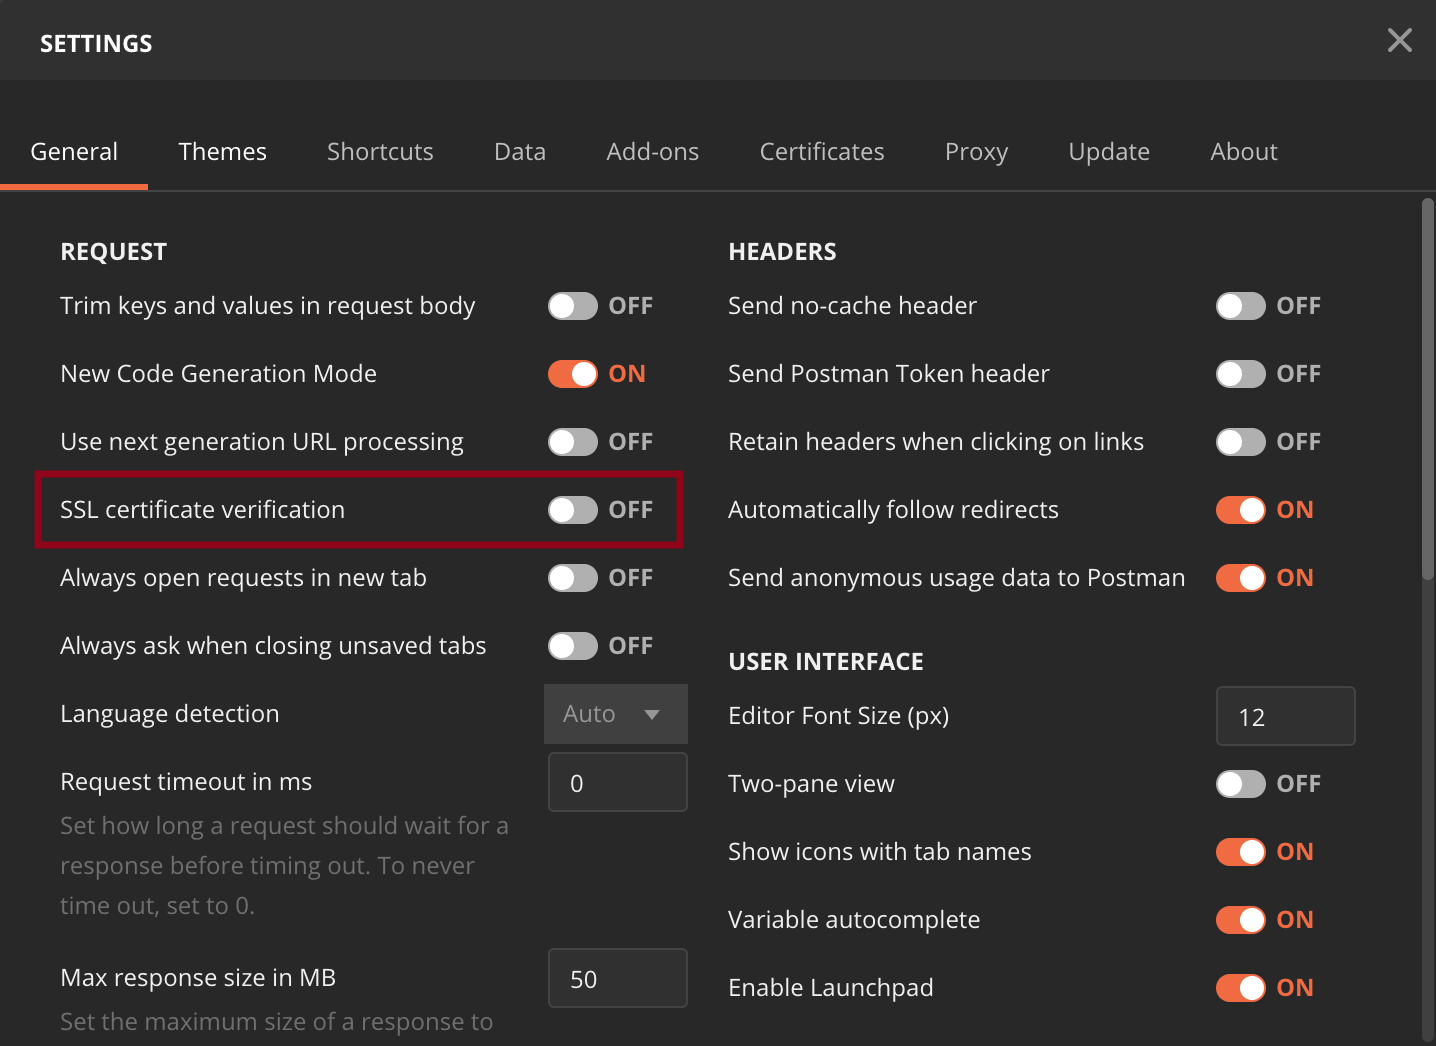 SETTINGS
General Themes Shortcuts Data Add-ons Certificates Proxy Update About
REQUEST
Trim keys and values in request body OFF
New Code Generation Mode ON
Use next generation URL processing OFF
SSL certificate verification OFF
Always open requests in new tab OFF
Always ask when closing unsaved tabs OFF
Language detection Auto
Request timeout in ms 0
Set how long a request should wait for a
response before timing out. To never
time out, set to 0.
Max response size in MB 50
Set the maximum size of a response to
HEADERS
Send no-cache header OFF
Send Postman Token header OFF
Retain headers when clicking on links OFF
Automatically follow redirects ON
Send anonymous usage data to Postman ON
USER INTERFACE
Editor Font Size (px) 12
Two-pane view OFF
Show icons with tab names ON
Variable autocomplete ON
Enable Launchpad ON